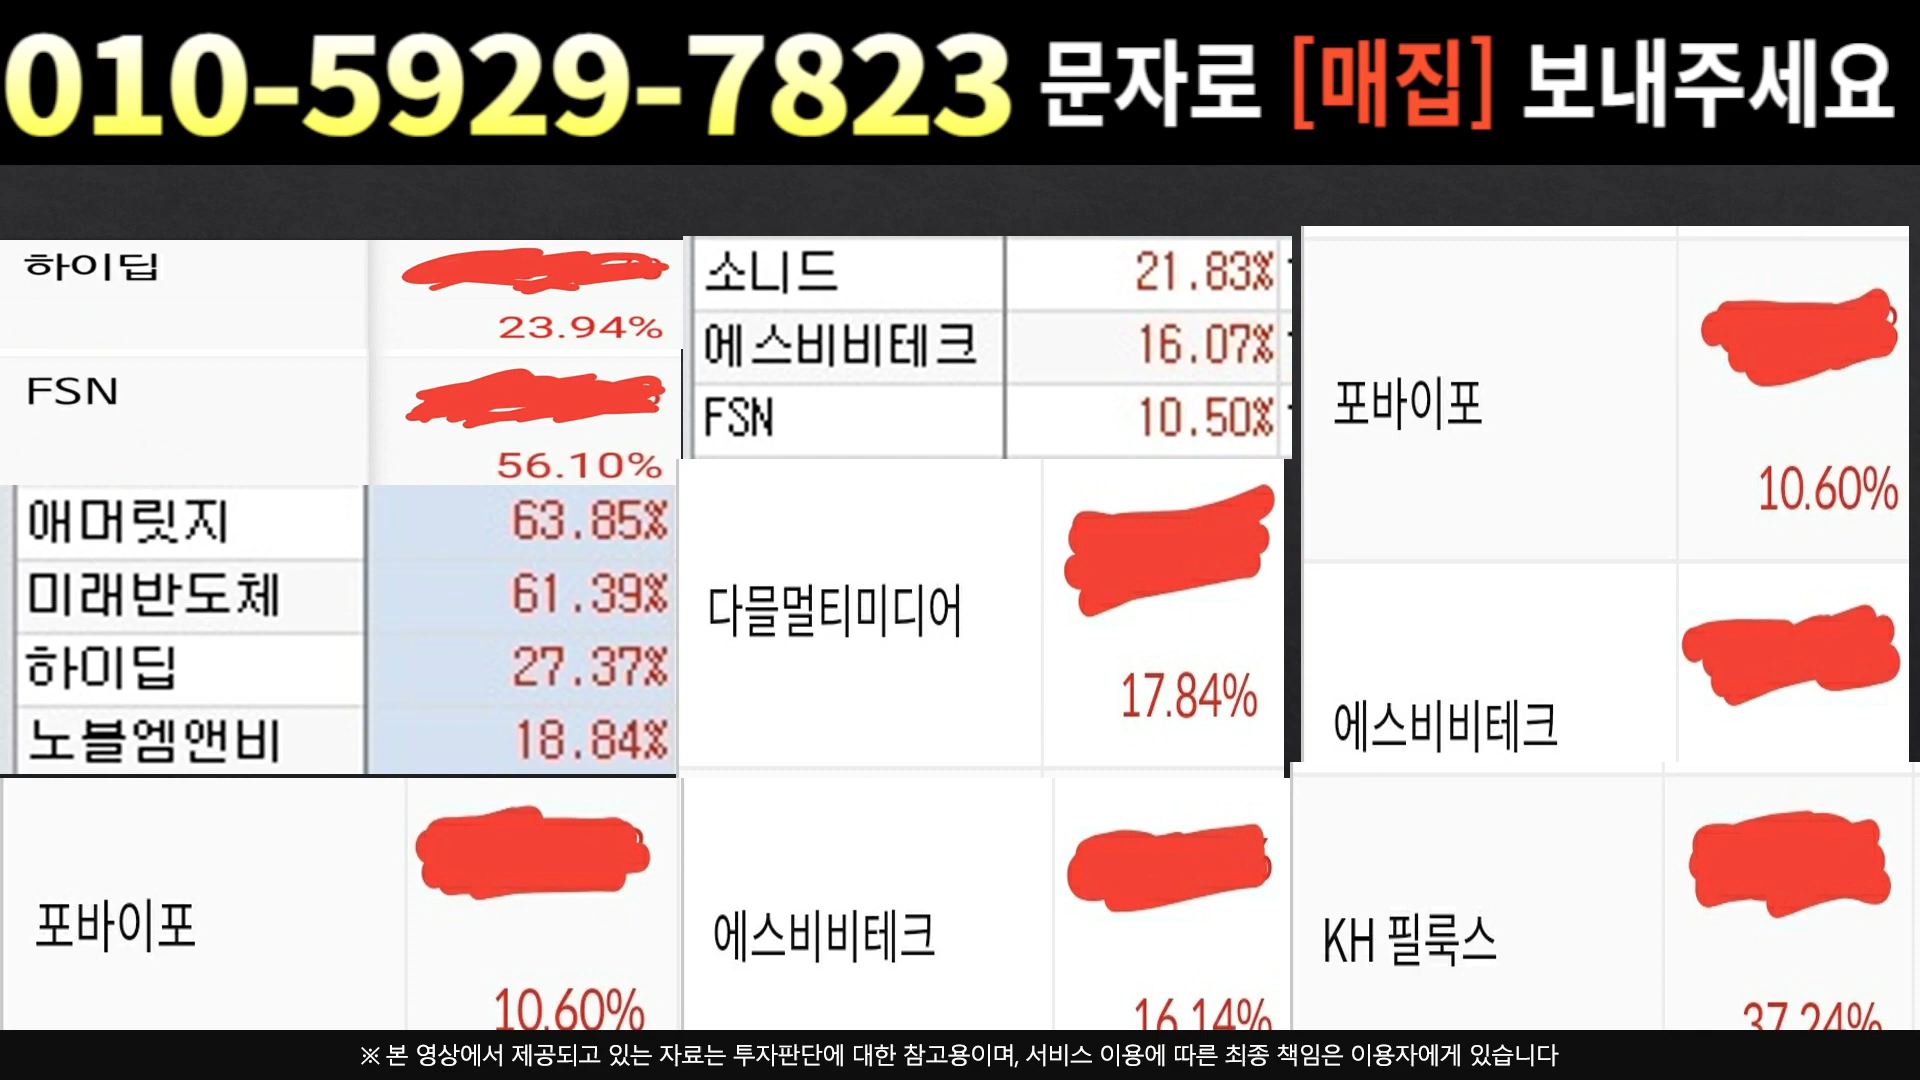 010-5929-7823 문자로 [매집] 보내주세요
하이딥
23.94%
FSN
56.10%
애머릿지 63.85%
미래반도체 61.39%
하이딥 27.37%
노블엠앤비 18.84%
소니드 21.83%
에스비비테크 16.07%
FSN 10.50%
다믈멀티미디어
17.84%
포바이포
10.60%
에스비비테크
포바이포
10.60%
에스비비테크
16.14%
KH 필룩스
37.24%
※ 본 영상에서 제공되고 있는 자료는 투자판단에 대한 참고용이며, 서비스 이용에 따른 최종 책임은 이용자에게 있습니다